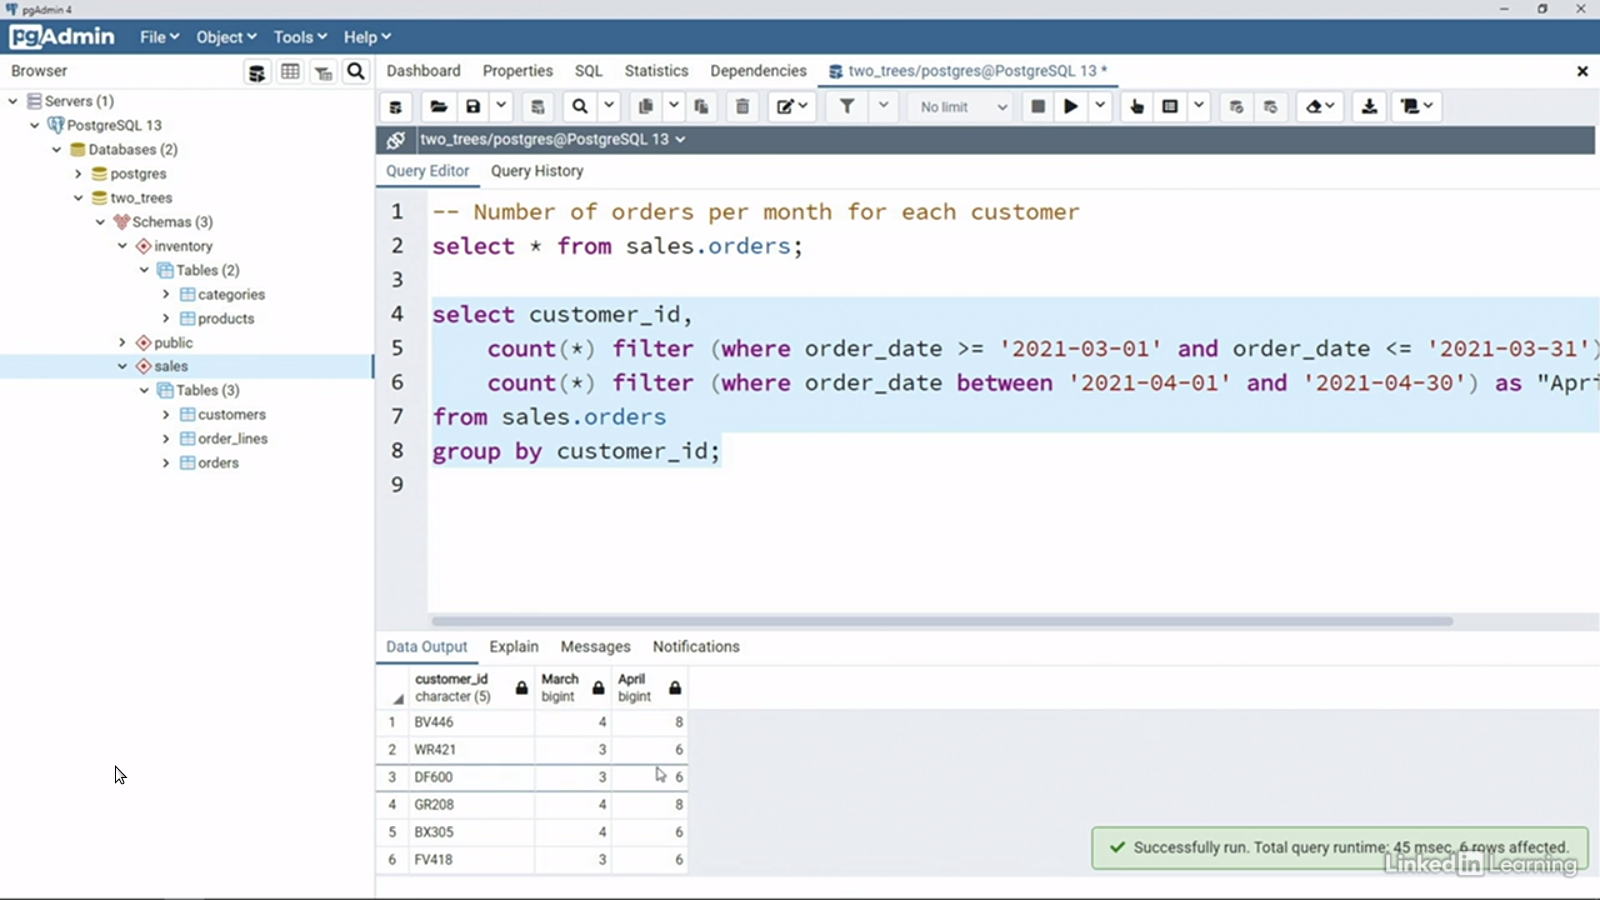 pgAdmin 4
pgAdmin File Object Tools Help
Browser
Dashboard Properties SQL Statistics Dependencies two_trees/postgres@PostgreSQL 13 *
No limit
two_trees/postgres@PostgreSQL 13
Query Editor Query History
Servers (1)
PostgreSQL 13
Databases (2)
postgres
two_trees
Schemas (3)
inventory
Tables (2)
categories
products
public
sales
Tables (3)
customers
order_lines
orders
1 -- Number of orders per month for each customer
2 select * from sales.orders;
3
4 select customer_id,
5 count(*) filter (where order_date >= '2021-03-01' and order_date <= '2021-03-31')
6 count(*) filter (where order_date between '2021-04-01' and '2021-04-30') as "Apri
7 from sales.orders
8 group by customer_id;
9
Data Output Explain Messages Notifications
customer_id March April
character (5) bigint bigint
1 BV446 4 8
2 WR421 3 6
3 DF600 3 6
4 GR208 4 8
5 BX305 4 6
6 FV418 3 6
Successfully run. Total query runtime: 45 msec. 6 rows affected.
Linked in Learning